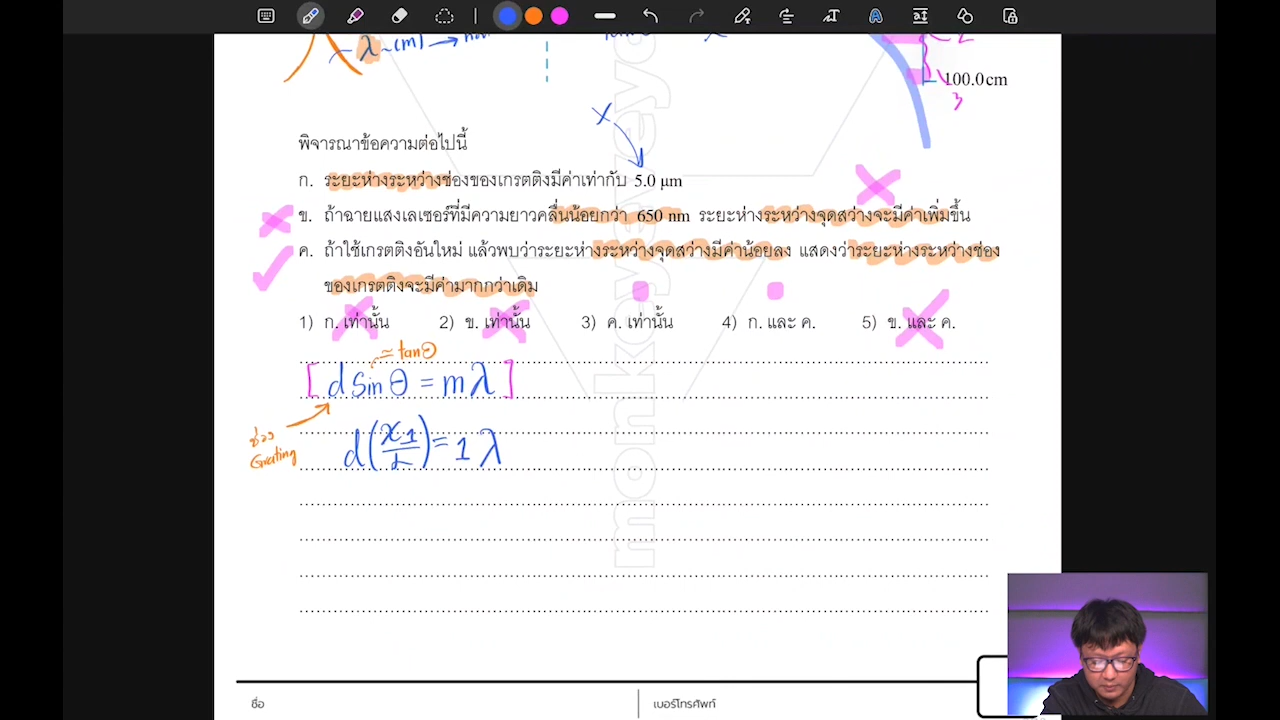 λ ~ (m) →
100.0 cm
3
x
พิจารณาข้อความต่อไปนี้
ก. ระยะห่างระหว่างช่องของเกรตติงมีค่าเท่ากับ 5.0 μm
ข. ถ้าฉายแสงเลเซอร์ที่มีความยาวคลื่นน้อยกว่า 650 nm ระยะห่างระหว่างจุดสว่างจะมีค่าเพิ่มขึ้น
ค. ถ้าใช้เกรตติงอันใหม่ แล้วพบว่าระยะห่างระหว่างจุดสว่างมีค่าน้อยลง แสดงว่าระยะห่างระหว่างช่อง
ของเกรตติงจะมีค่ามากกว่าเดิม
1) ก. เท่านั้น 2) ข. เท่านั้น 3) ค. เท่านั้น 4) ก. และ ค. 5) ข. และ ค.
≈ tanθ
[ d sin θ = m λ ]
ช่อง
Grating
d(x1/L) = 1 λ
monkeyeveryday
ชื่อ
เบอร์โทรศัพท์